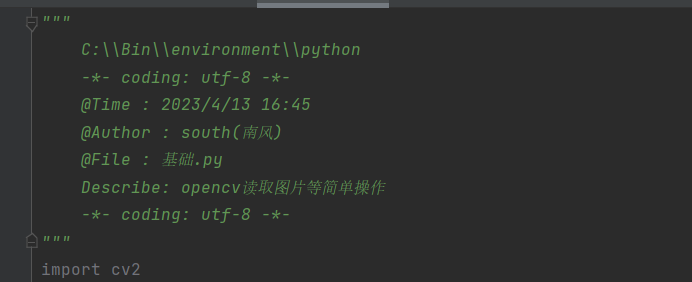 """
C:\\Bin\\environment\\python
-*- coding: utf-8 -*-
@Time : 2023/4/13 16:45
@Author : south(南风)
@File : 基础.py
Describe: opencv读取图片等简单操作
-*- coding: utf-8 -*-
"""
import cv2